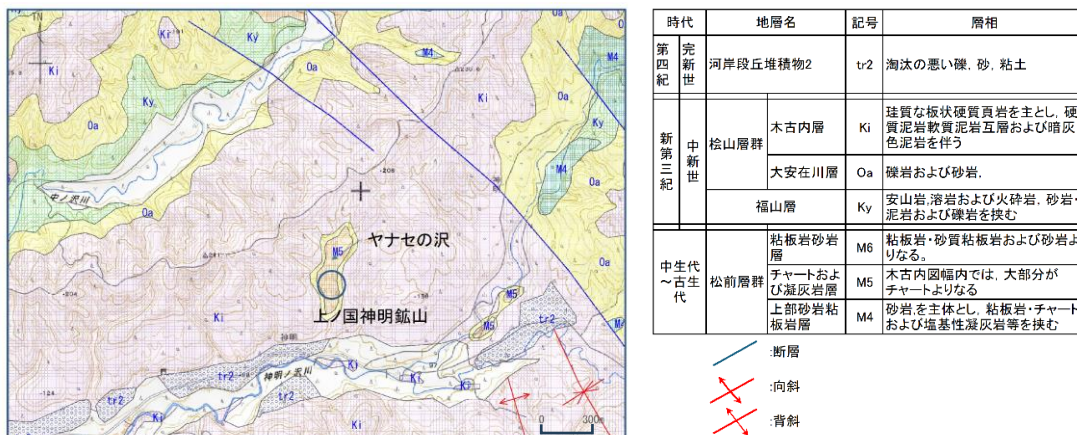 1N
Ki
Ki
Ky
Oa
Ky
Oa
M4
Oa
Ki
Ki
M4
Ky
M4
Oa
中ノ沢川
Oa
ヤナセの沢
M5
上ノ国神明鉱山
Ki
M5
M5
tr2
神明
神明ノ沢川
tr2
tr2
tr2
Ki
Ki
Ki
Ki
Ki
M4
0 300m
時代 地層名 記号 層相
第四紀 完新世 河岸段丘堆積物2 tr2 淘汰の悪い礫、砂、粘土
新第三紀 中新世 桧山層群 木古内層 Ki 珪質な板状硬質頁岩を主とし、硬
質泥岩軟質泥岩互層および暗灰
色泥岩を伴う
大安在川層 Oa 礫岩および砂岩、
福山層 Ky 安山岩，溶岩および火砕岩，砂岩・
泥岩および礫岩を挟む
中生代～古生代 松前層群 粘板岩砂岩層 M6 粘板岩・砂質粘板岩および砂岩よ
りなる。
チャートおよび凝灰岩層 M5 木古内図幅内では、大部分が
チャートよりなる
上部砂岩粘板岩層 M4 砂岩を主体とし、粘板岩・チャート
および塩基性凝灰岩等を挟む
:断層
:向斜
:背斜